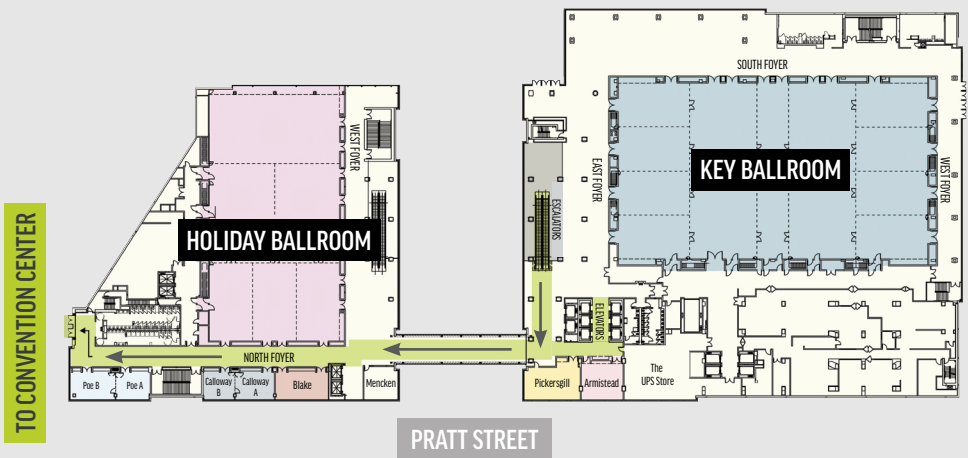 SOUTH FOYER
WEST FOYER
EAST FOYER
KEY BALLROOM
WEST FOYER
ESCALATORS
HOLIDAY BALLROOM
TO CONVENTION CENTER
ELEVATORS
NORTH FOYER
Poe B
Poe A
Calloway
B
Calloway
A
Blake
Mencken
Pickersgill
Armistead
The
UPS Store
PRATT STREET